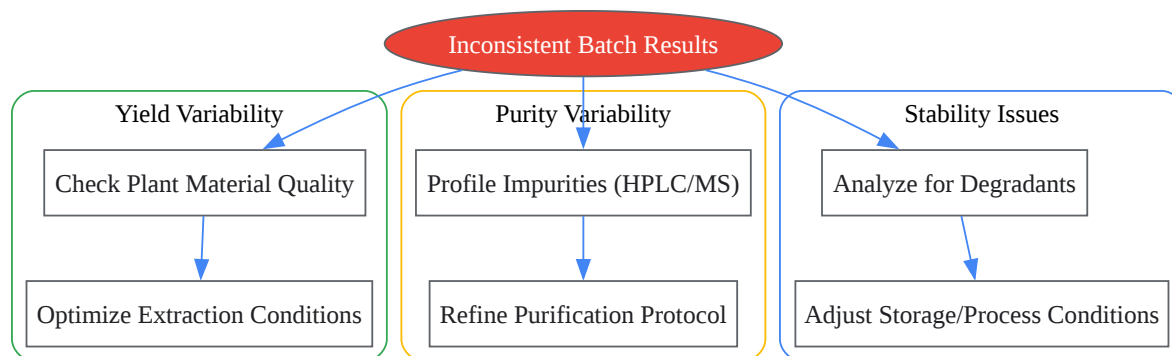 Inconsistent Batch Results
Yield Variability
Check Plant Material Quality
Optimize Extraction Conditions
Purity Variability
Profile Impurities (HPLC/MS)
Refine Purification Protocol
Stability Issues
Analyze for Degradants
Adjust Storage/Process Conditions